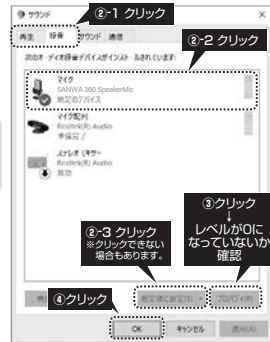 サウンド
②-1 クリック
再生 録音 サウンド 通信
②-2 クリック
次のオーディオ録音デバイスがインストールされています:
マイク
SANWA 360 SpeakerMic
既定のデバイス
マイク配列
Realtek(R) Audio
準備完了
ステレオ ミキサー
Realtek(R) Audio
無効
③クリック
↓
レベルが0に
なっていないか
確認
②-3 クリック
※クリックできない
場合もあります。
既定値に設定(S)
プロパティ(P)
④クリック
OK キャンセル 適用(A)